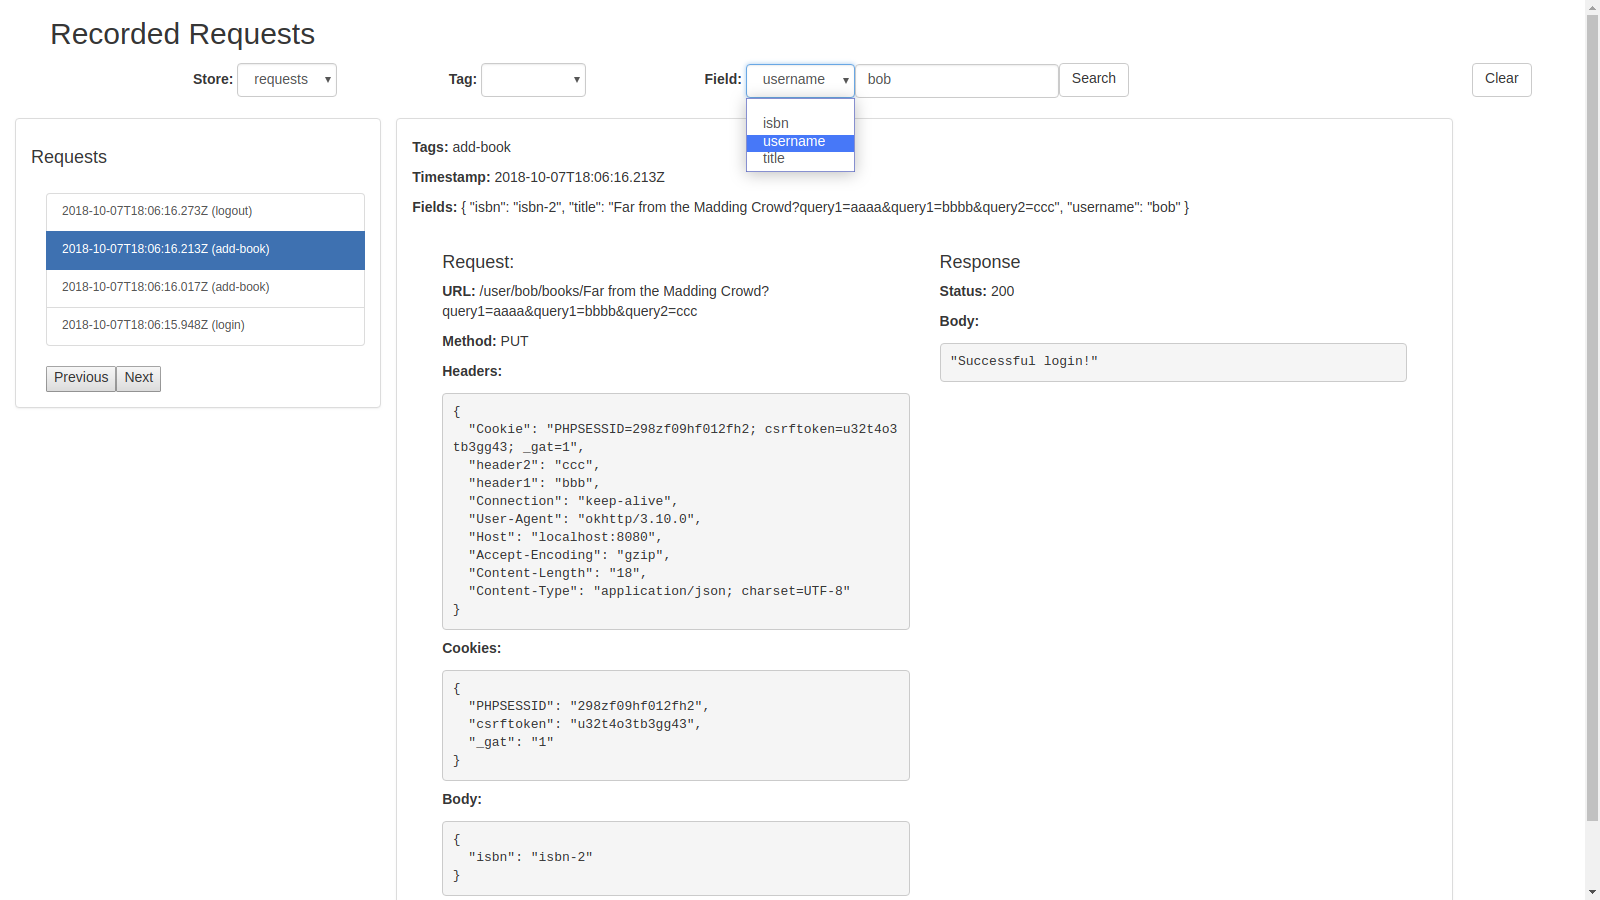 Recorded Requests
Store: requests Tag: Field: username bob Search Clear
isbn
username
title
Requests
2018-10-07T18:06:16.273Z (logout)
2018-10-07T18:06:16.213Z (add-book)
2018-10-07T18:06:16.017Z (add-book)
2018-10-07T18:06:15.948Z (login)
Previous Next
Tags: add-book
Timestamp: 2018-10-07T18:06:16.213Z
Fields: { "isbn": "isbn-2", "title": "Far from the Madding Crowd?query1=aaaa&query1=bbbb&query2=ccc", "username": "bob" }
Request:
URL: /user/bob/books/Far from the Madding Crowd?
query1=aaaa&query1=bbbb&query2=ccc
Method: PUT
Headers:
{
  "Cookie": "PHPSESSID=298zf09hf012fh2; csrftoken=u32t4o3
tb3gg43; _gat=1",
  "header2": "ccc",
  "header1": "bbb",
  "Connection": "keep-alive",
  "User-Agent": "okhttp/3.10.0",
  "Host": "localhost:8080",
  "Accept-Encoding": "gzip",
  "Content-Length": "18",
  "Content-Type": "application/json; charset=UTF-8"
}
Cookies:
{
  "PHPSESSID": "298zf09hf012fh2",
  "csrftoken": "u32t4o3tb3gg43",
  "_gat": "1"
}
Body:
{
  "isbn": "isbn-2"
}
Response
Status: 200
Body:
"Successful login!"